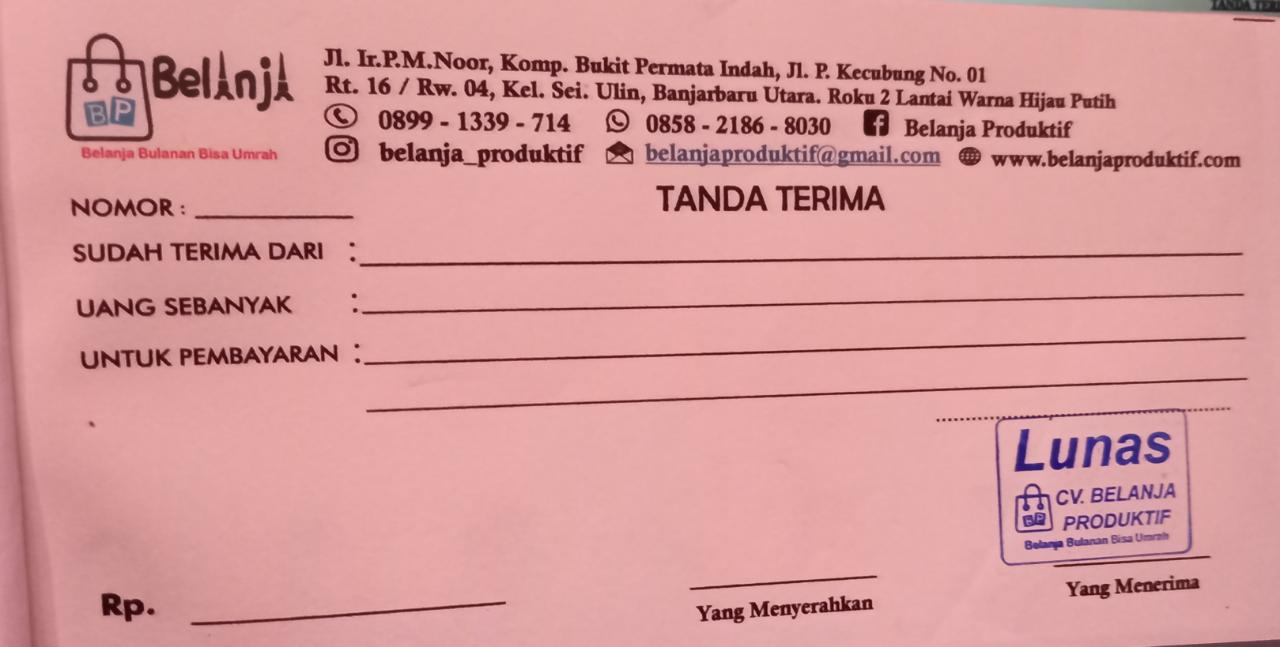 TANDA TERI
Belanja
BP
Belanja Bulanan Bisa Umrah
Jl. Ir.P.M.Noor, Komp. Bukit Permata Indah, Jl. P. Kecubung No. 01
Rt. 16 / Rw. 04, Kel. Sei. Ulin, Banjarbaru Utara. Roku 2 Lantai Warna Hijau Putih
0899 - 1339 - 714 0858 - 2186 - 8030 Belanja Produktif
belanja_produktif belanjaproduktif@gmail.com www.belanjaproduktif.com
TANDA TERIMA
NOMOR : ____________
SUDAH TERIMA DARI :
UANG SEBANYAK :
UNTUK PEMBAYARAN :
Lunas
BP CV. BELANJA
PRODUKTIF
Belanja Bulanan Bisa Umrah
Rp.
Yang Menyerahkan
Yang Menerima